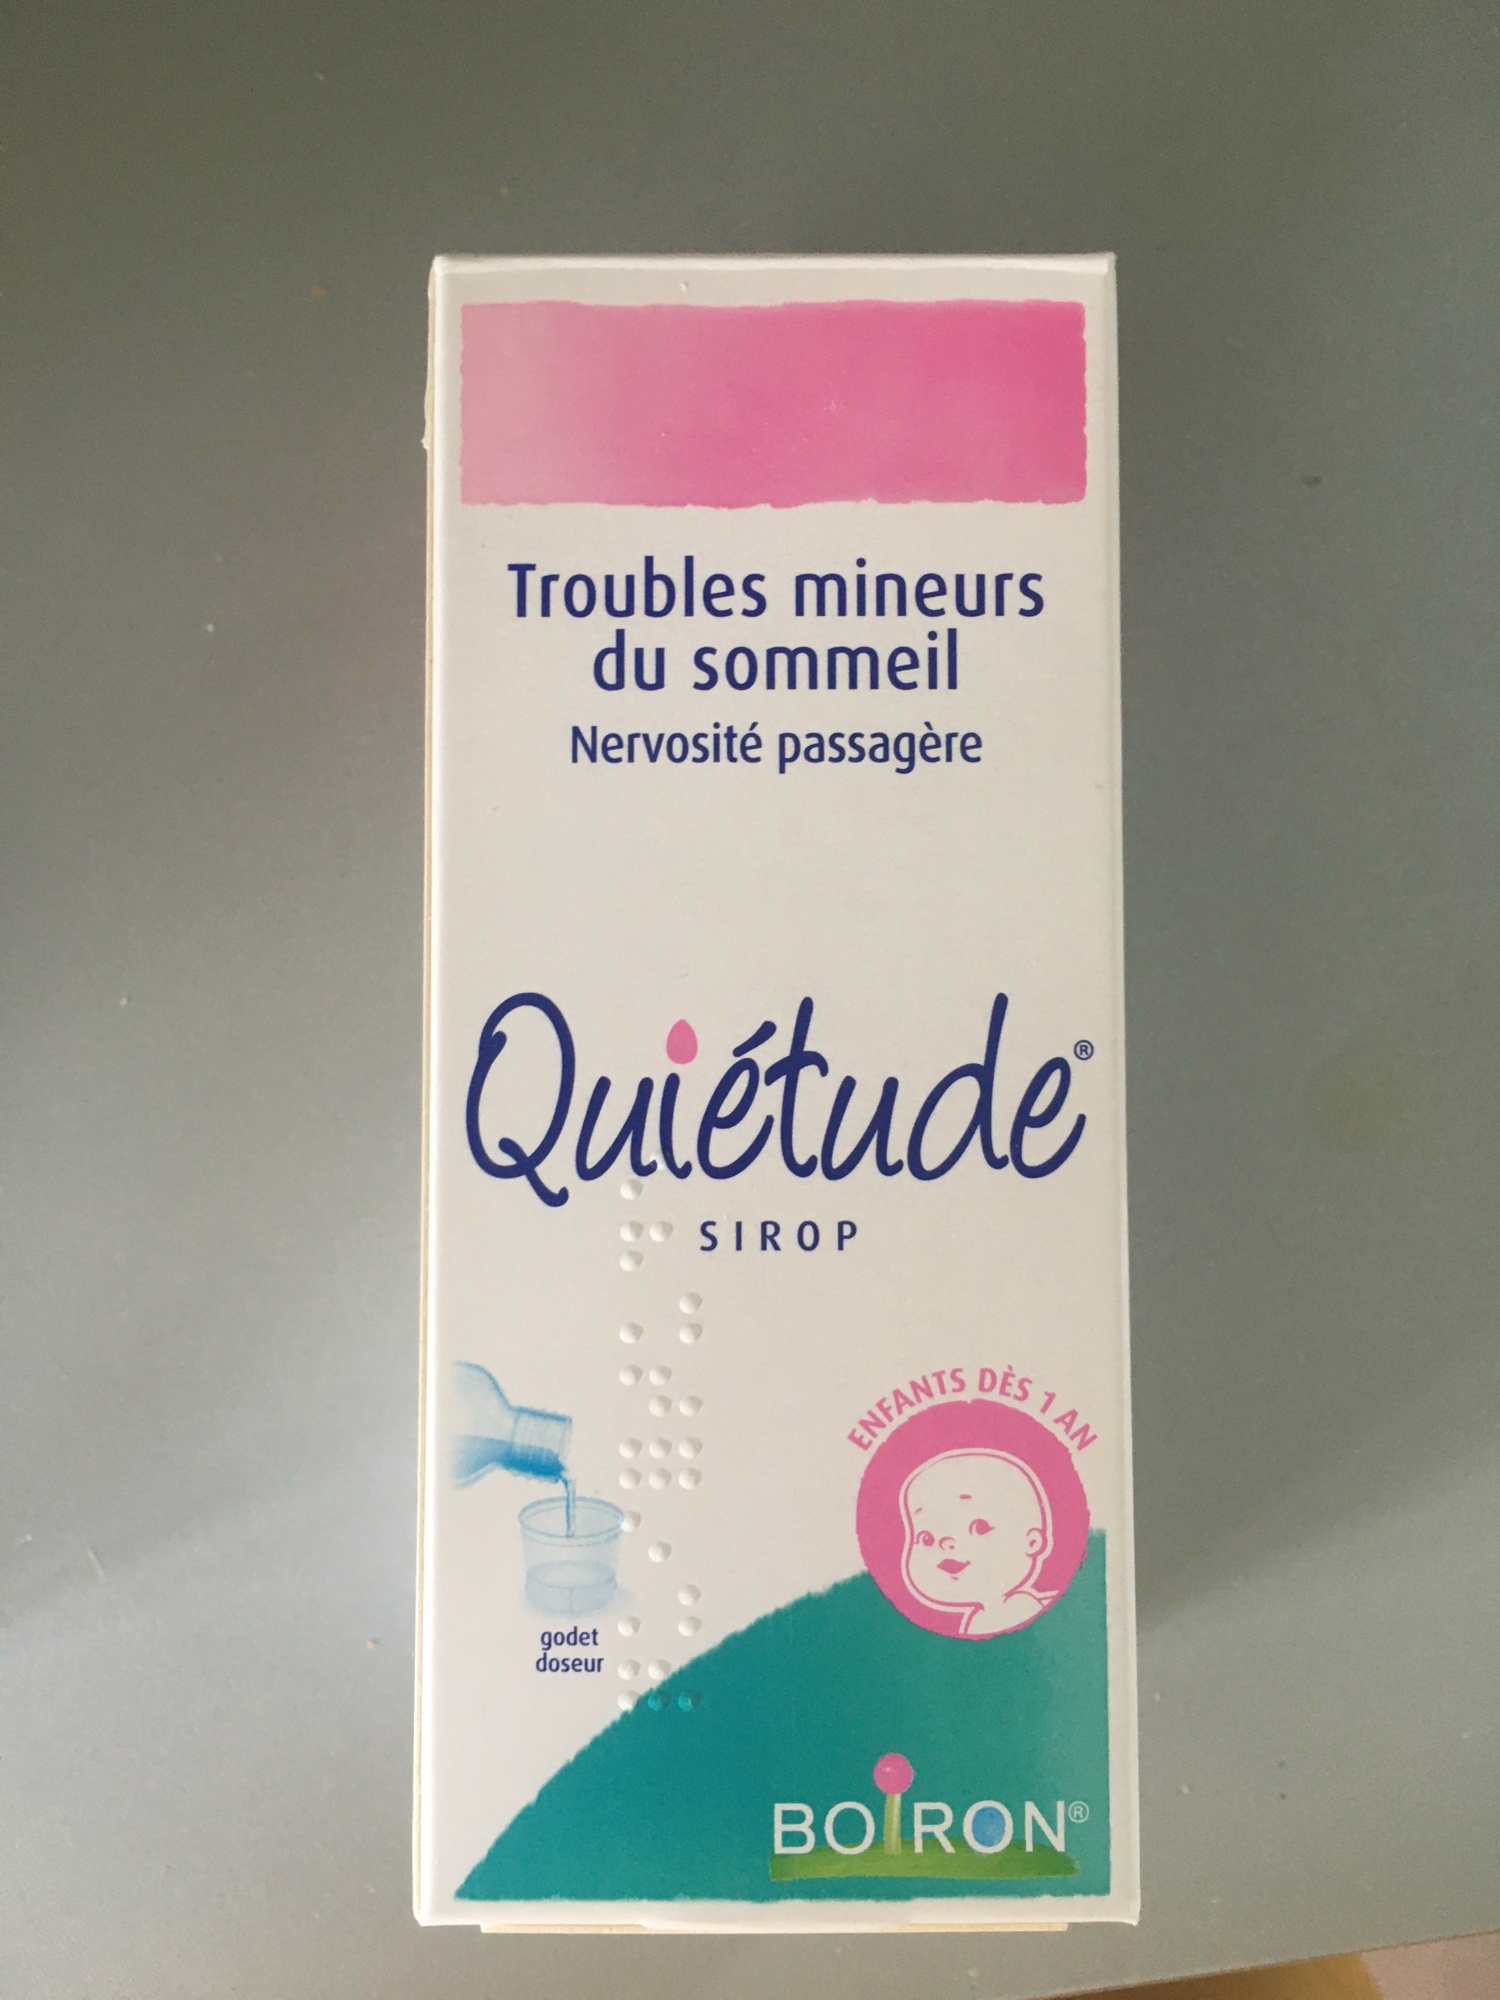 Troubles mineurs
du sommeil
Nervosité passagère
Quiétude®
SIROP
ENFANTS DÈS 1 AN
godet
doseur
BOIRON®